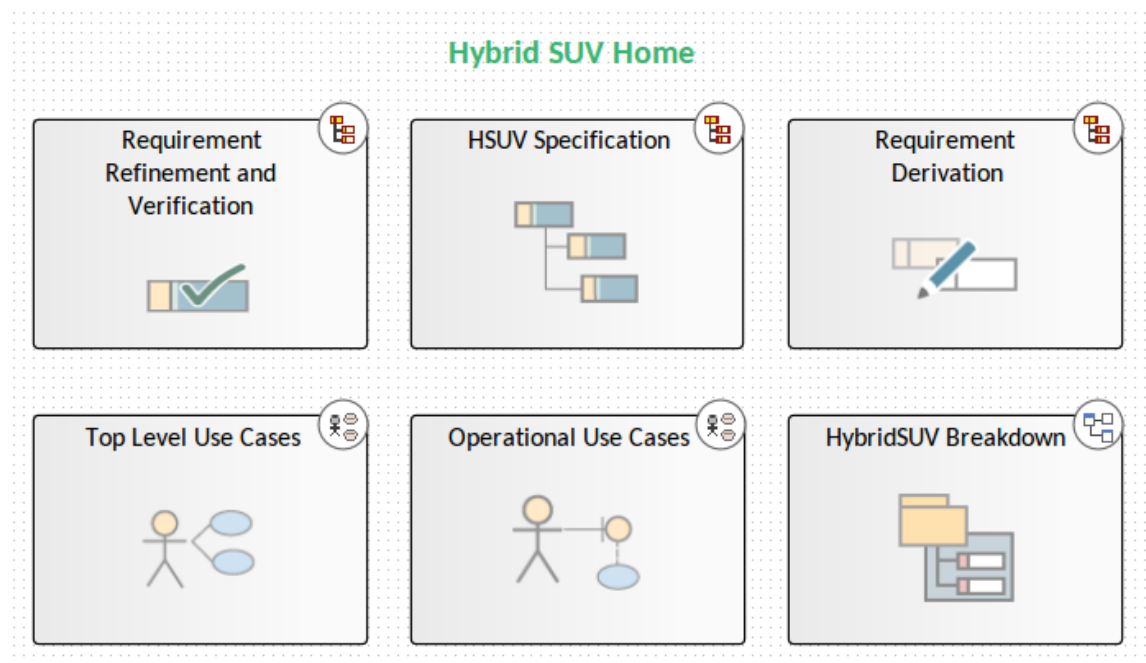 Hybrid SUV Home
Requirement
Refinement and
Verification
HSUV Specification
Requirement
Derivation
Top Level Use Cases
Operational Use Cases
HybridSUV Breakdown